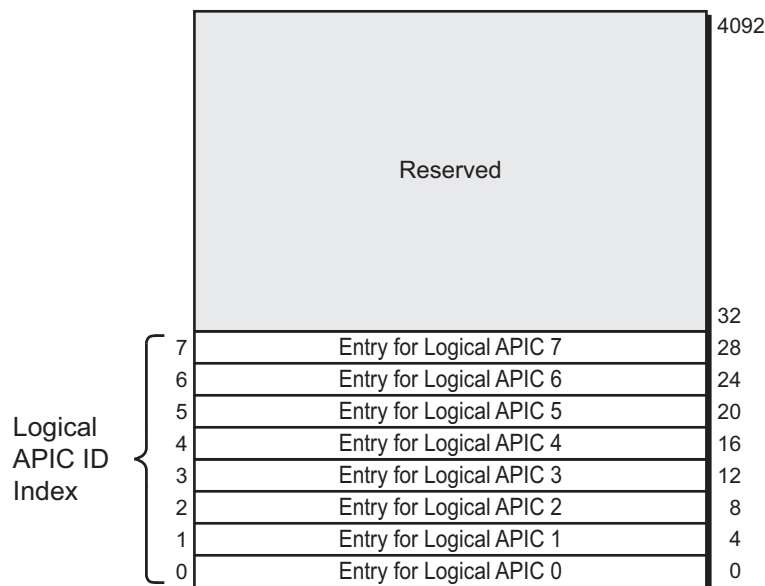 4092
Reserved
32
7 Entry for Logical APIC 7 28
6 Entry for Logical APIC 6 24
5 Entry for Logical APIC 5 20
4 Entry for Logical APIC 4 16
3 Entry for Logical APIC 3 12
2 Entry for Logical APIC 2 8
1 Entry for Logical APIC 1 4
0 Entry for Logical APIC 0 0
Logical
APIC ID
Index